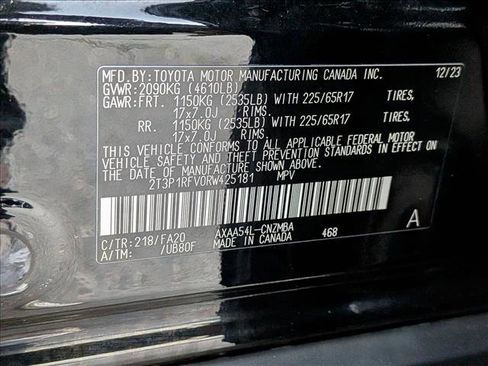 MFD.BY:TOYOTA MOTOR MANUFACTURING CANADA INC. 12/23
GVWR:2090KG (4610LB)
GAWR:FRT. 1150KG (2535LB) WITH 225/65R17 TIRES,
17x7.0J RIMS.
RR. 1150KG (2535LB) WITH 225/65R17 TIRES,
17x7.0J RIMS.
THIS VEHICLE CONFORMS TO ALL APPLICABLE FEDERAL MOTOR
VEHICLE SAFETY AND THEFT PREVENTION STANDARDS IN EFFECT
ON THE DATE OF MANUFACTURE SHOWN ABOVE.
2T3P1RFV0RW425181 MPV
C/TR:218/FA20 AXAA54L-CNZMBA 468 A
A/TM: /UB80F MADE IN CANADA